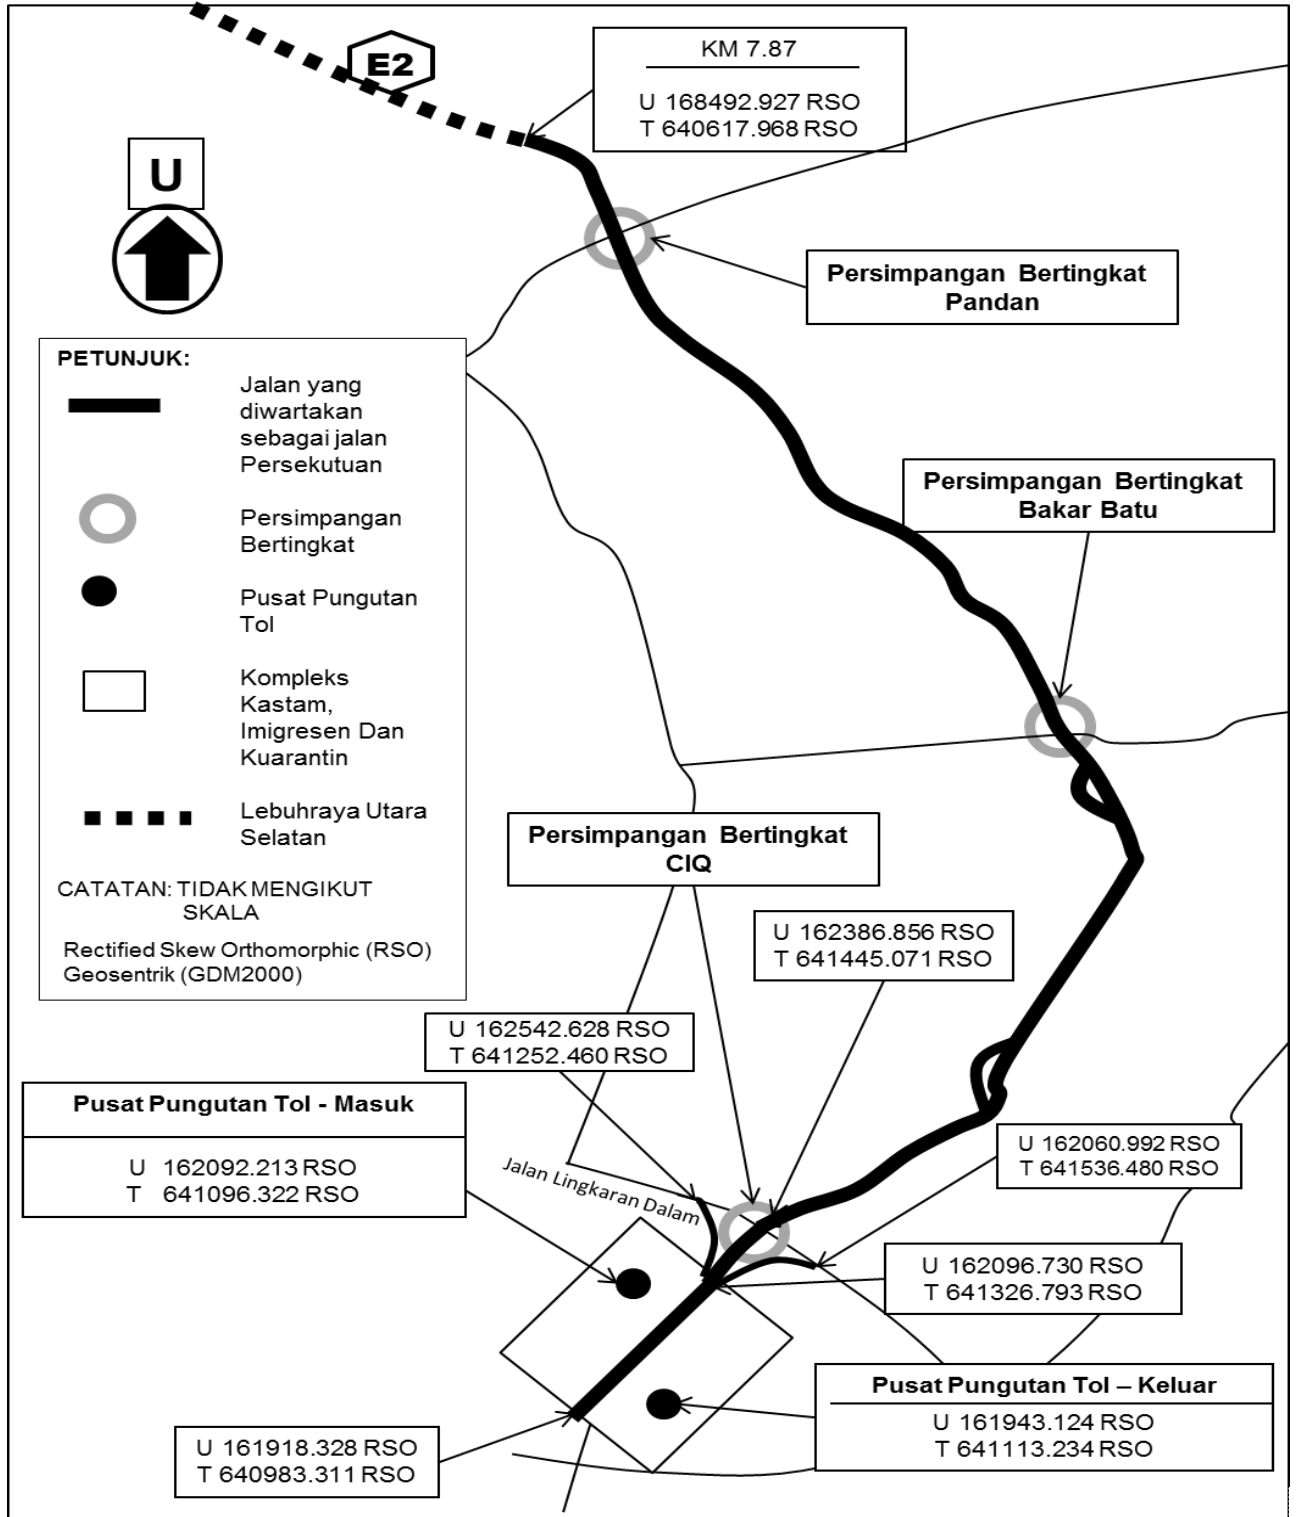 E2
KM 7.87
U 168492.927 RSO
T 640617.968 RSO
U
Persimpangan Bertingkat
Pandan
PETUNJUK:
Jalan yang
diwartakan
sebagai jalan
Persekutuan
Persimpangan
Bertingkat
Pusat Pungutan
Tol
Kompleks
Kastam,
Imigresen Dan
Kuarantin
Lebuhraya Utara
Selatan
CATATAN: TIDAK MENGIKUT
SKALA
Rectified Skew Orthomorphic (RSO)
Geosentrik (GDM2000)
Persimpangan Bertingkat
Bakar Batu
Persimpangan Bertingkat
CIQ
U 162386.856 RSO
T 641445.071 RSO
U 162542.628 RSO
T 641252.460 RSO
Pusat Pungutan Tol - Masuk
U 162092.213 RSO
T 641096.322 RSO
Jalan Lingkaran Dalam
U 162060.992 RSO
T 641536.480 RSO
U 162096.730 RSO
T 641326.793 RSO
Pusat Pungutan Tol – Keluar
U 161943.124 RSO
T 641113.234 RSO
U 161918.328 RSO
T 640983.311 RSO